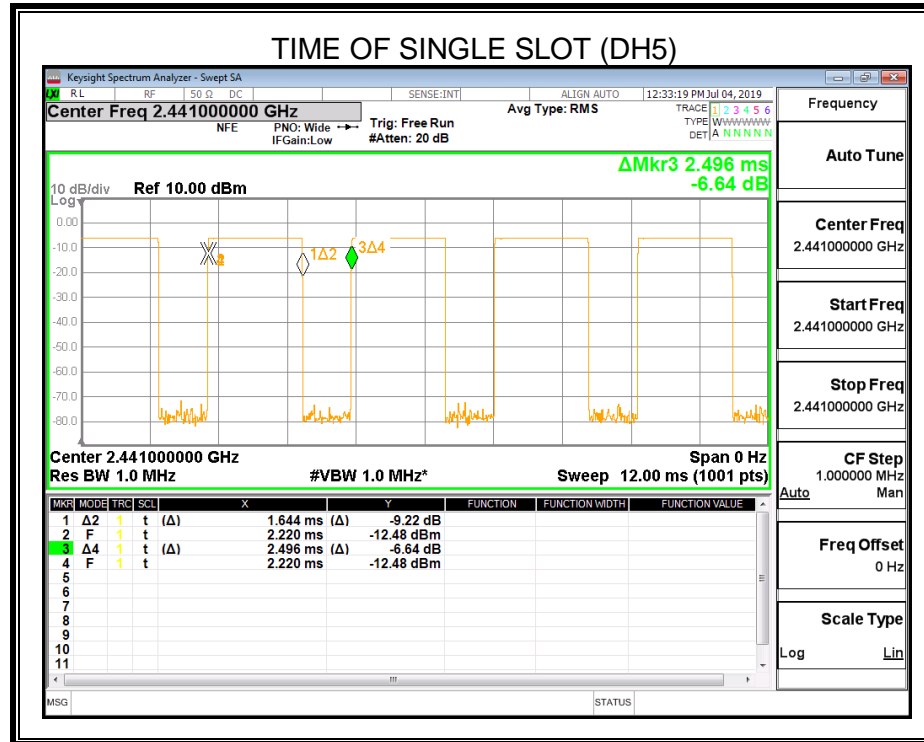 TIME OF SINGLE SLOT (DH5)
Keysight Spectrum Analyzer - Swept SA
LXI RL RF 50 Ω DC SENSE:INT ALIGN AUTO 12:33:19 PM Jul 04, 2019
Center Freq 2.441000000 GHz
NFE
PNO: Wide
IFGain:Low
Trig: Free Run
#Atten: 20 dB
Avg Type: RMS
TRACE 1 2 3 4 5 6
TYPE WWWWWWW
DET A N N N N N
ΔMkr3 2.496 ms
-6.64 dB
10 dB/div Ref 10.00 dBm
Log
0.00
-10.0
-20.0
-30.0
-40.0
-50.0
-60.0
-70.0
-80.0
1Δ2
3Δ4
Center 2.441000000 GHz Span 0 Hz
Res BW 1.0 MHz #VBW 1.0 MHz* Sweep 12.00 ms (1001 pts)
MKR MODE TRC SCL X Y FUNCTION FUNCTION WIDTH FUNCTION VALUE
1 Δ2 1 t (Δ) 1.644 ms (Δ) -9.22 dB
2 F 1 t 2.220 ms -12.48 dBm
3 Δ4 1 t (Δ) 2.496 ms (Δ) -6.64 dB
4 F 1 t 2.220 ms -12.48 dBm
5
6
7
8
9
10
11
MSG STATUS
Frequency
Auto Tune
Center Freq
2.441000000 GHz
Start Freq
2.441000000 GHz
Stop Freq
2.441000000 GHz
CF Step
1.000000 MHz
Auto Man
Freq Offset
0 Hz
Scale Type
Log Lin